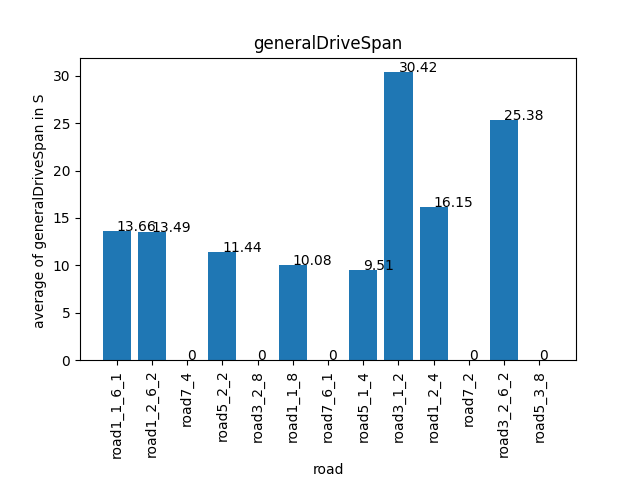 generalDriveSpan
average of generalDriveSpan in S
30
25
20
15
10
5
0
13.66
13.49
0
11.44
0
10.08
0
9.51
30.42
16.15
0
25.38
0
road1_1_6_1
road1_2_6_2
road7_4
road5_2_2
road3_2_8
road1_1_8
road7_6_1
road5_1_4
road3_1_2
road1_2_4
road7_2
road3_2_6_2
road5_3_8
road